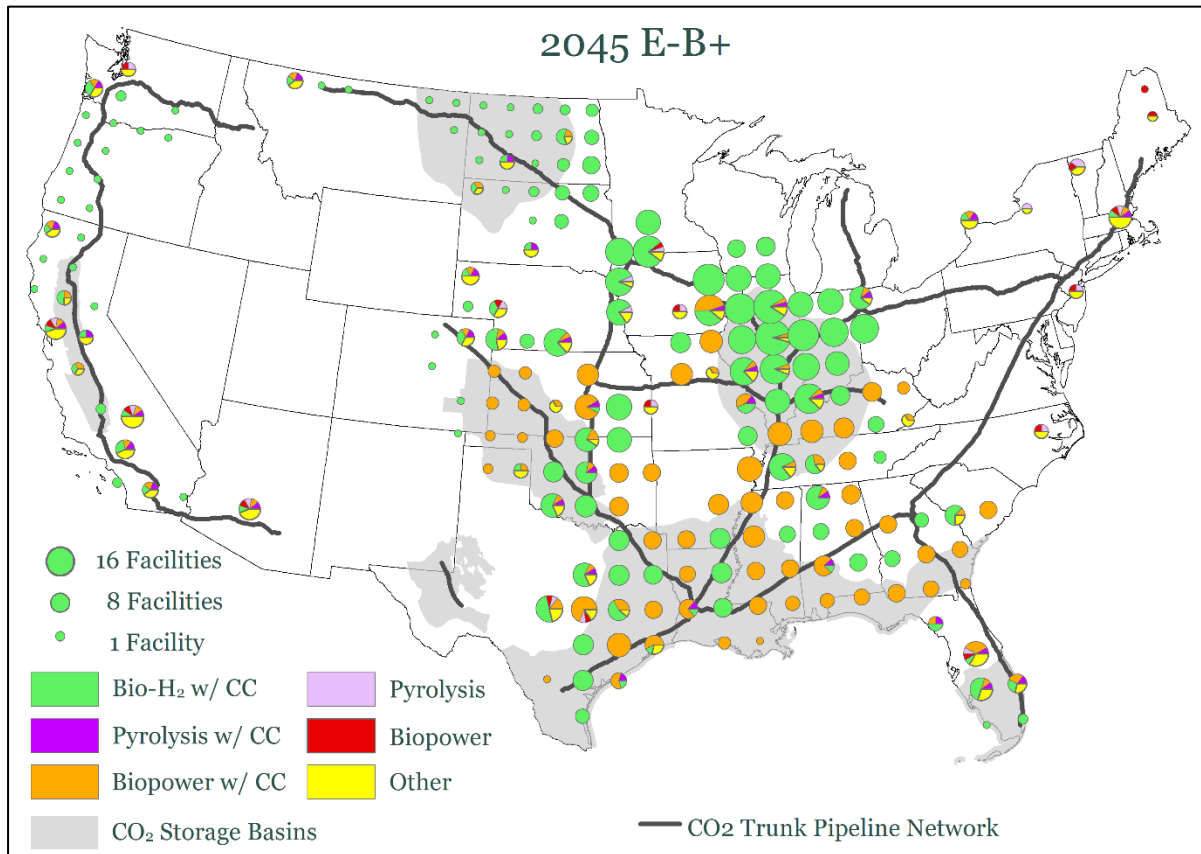 2045 E-B+
16 Facilities
8 Facilities
1 Facility
Bio-H₂ w/ CC
Pyrolysis
Pyrolysis w/ CC
Biopower
Biopower w/ CC
Other
CO₂ Storage Basins
CO2 Trunk Pipeline Network